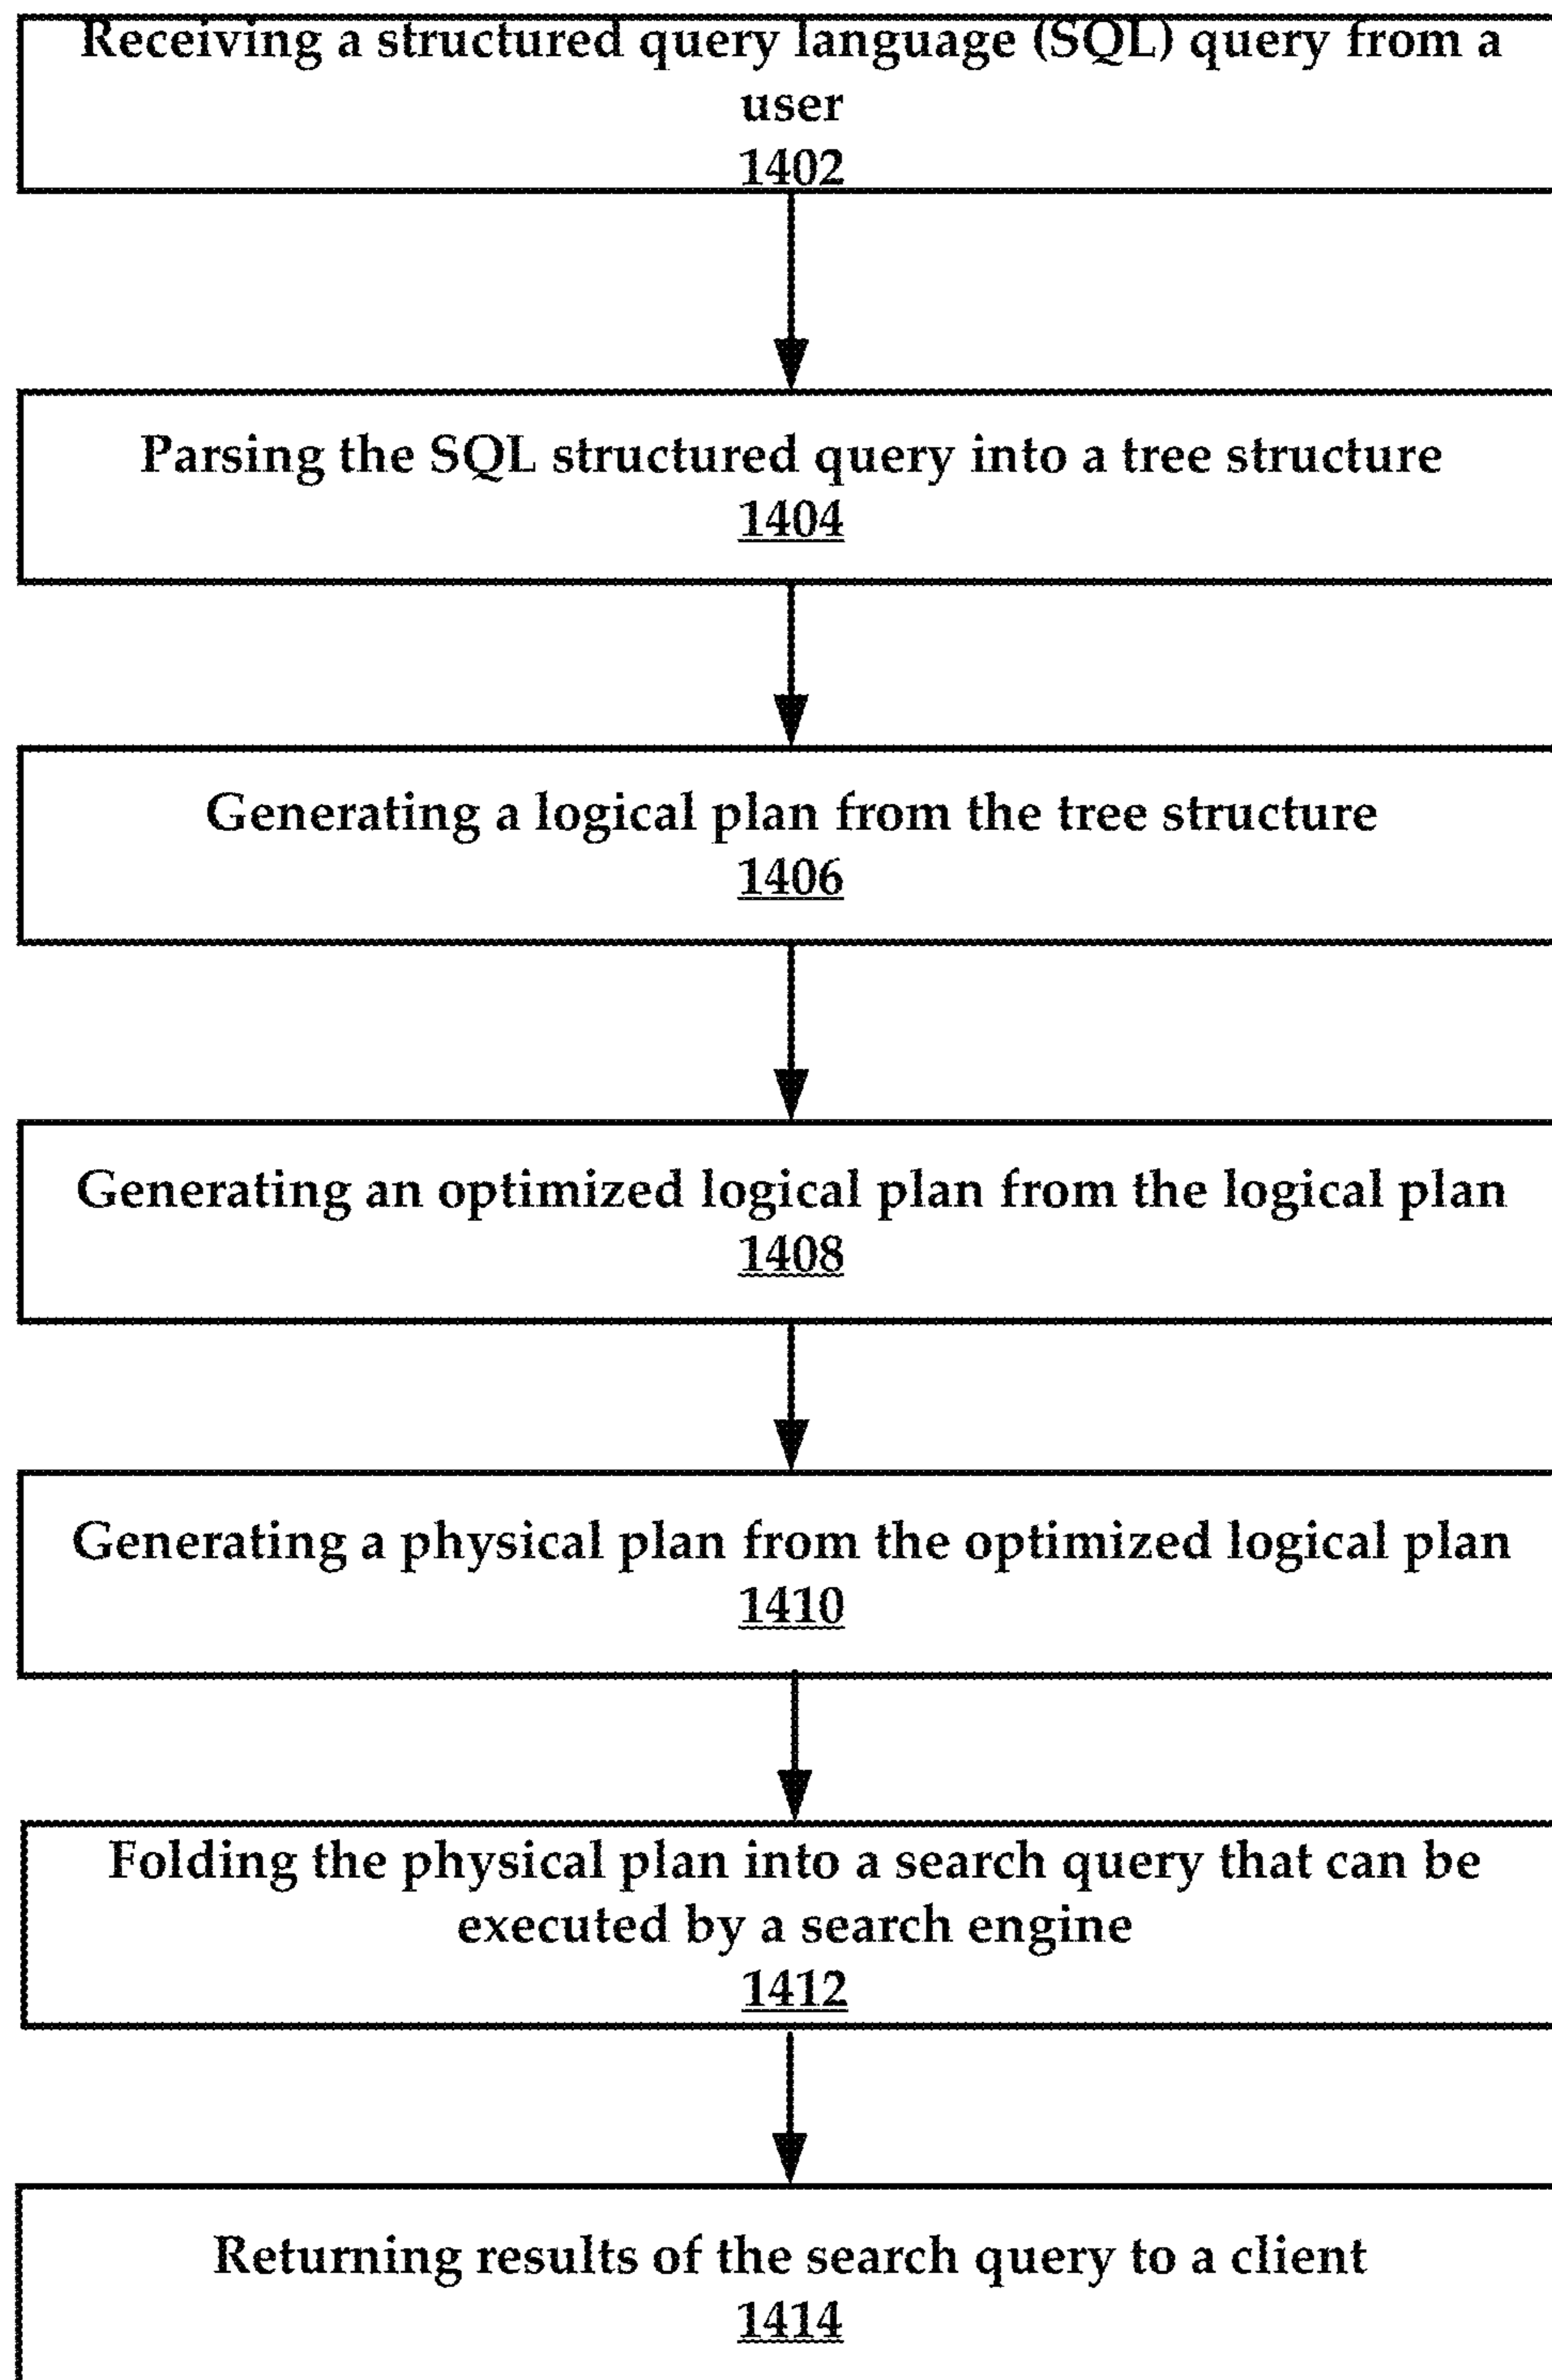 Receiving a structured query language (SQL) query from a
user
1402
Parsing the SQL structured query into a tree structure
1404
Generating a logical plan from the tree structure
1406
Generating an optimized logical plan from the logical plan
1408
Generating a physical plan from the optimized logical plan
1410
Folding the physical plan into a search query that can be
executed by a search engine
1412
Returning results of the search query to a client
1414